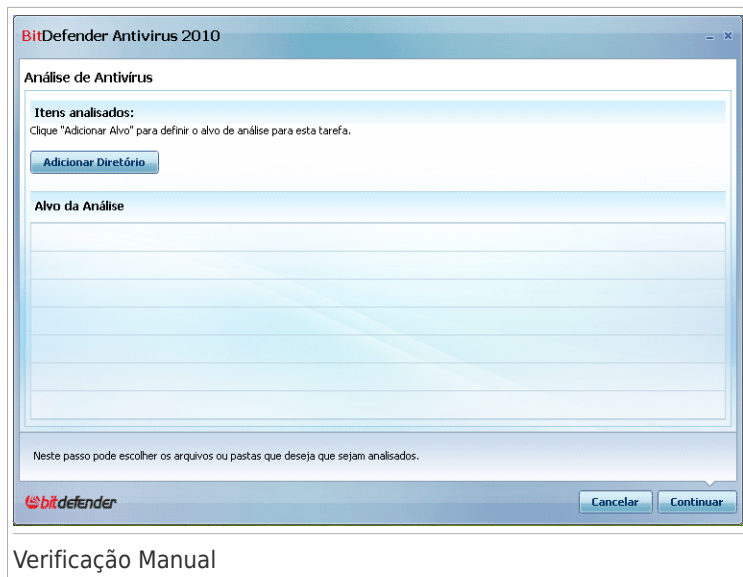 BitDefender Antivirus 2010
Análise de Antivírus
Itens analisados:
Clique "Adicionar Alvo" para definir o alvo de análise para esta tarefa.
Adicionar Diretório
Alvo da Análise
Neste passo pode escolher os arquivos ou pastas que deseja que sejam analisados.
bitdefender
Cancelar
Continuar
Verificação Manual